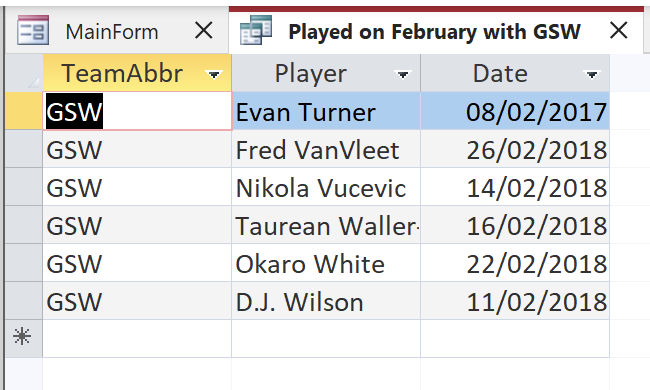 MainForm Played on February with GSW
TeamAbbr Player Date
GSW Evan Turner 08/02/2017
GSW Fred VanVleet 26/02/2018
GSW Nikola Vucevic 14/02/2018
GSW Taurean Waller- 16/02/2018
GSW Okaro White 22/02/2018
GSW D.J. Wilson 11/02/2018